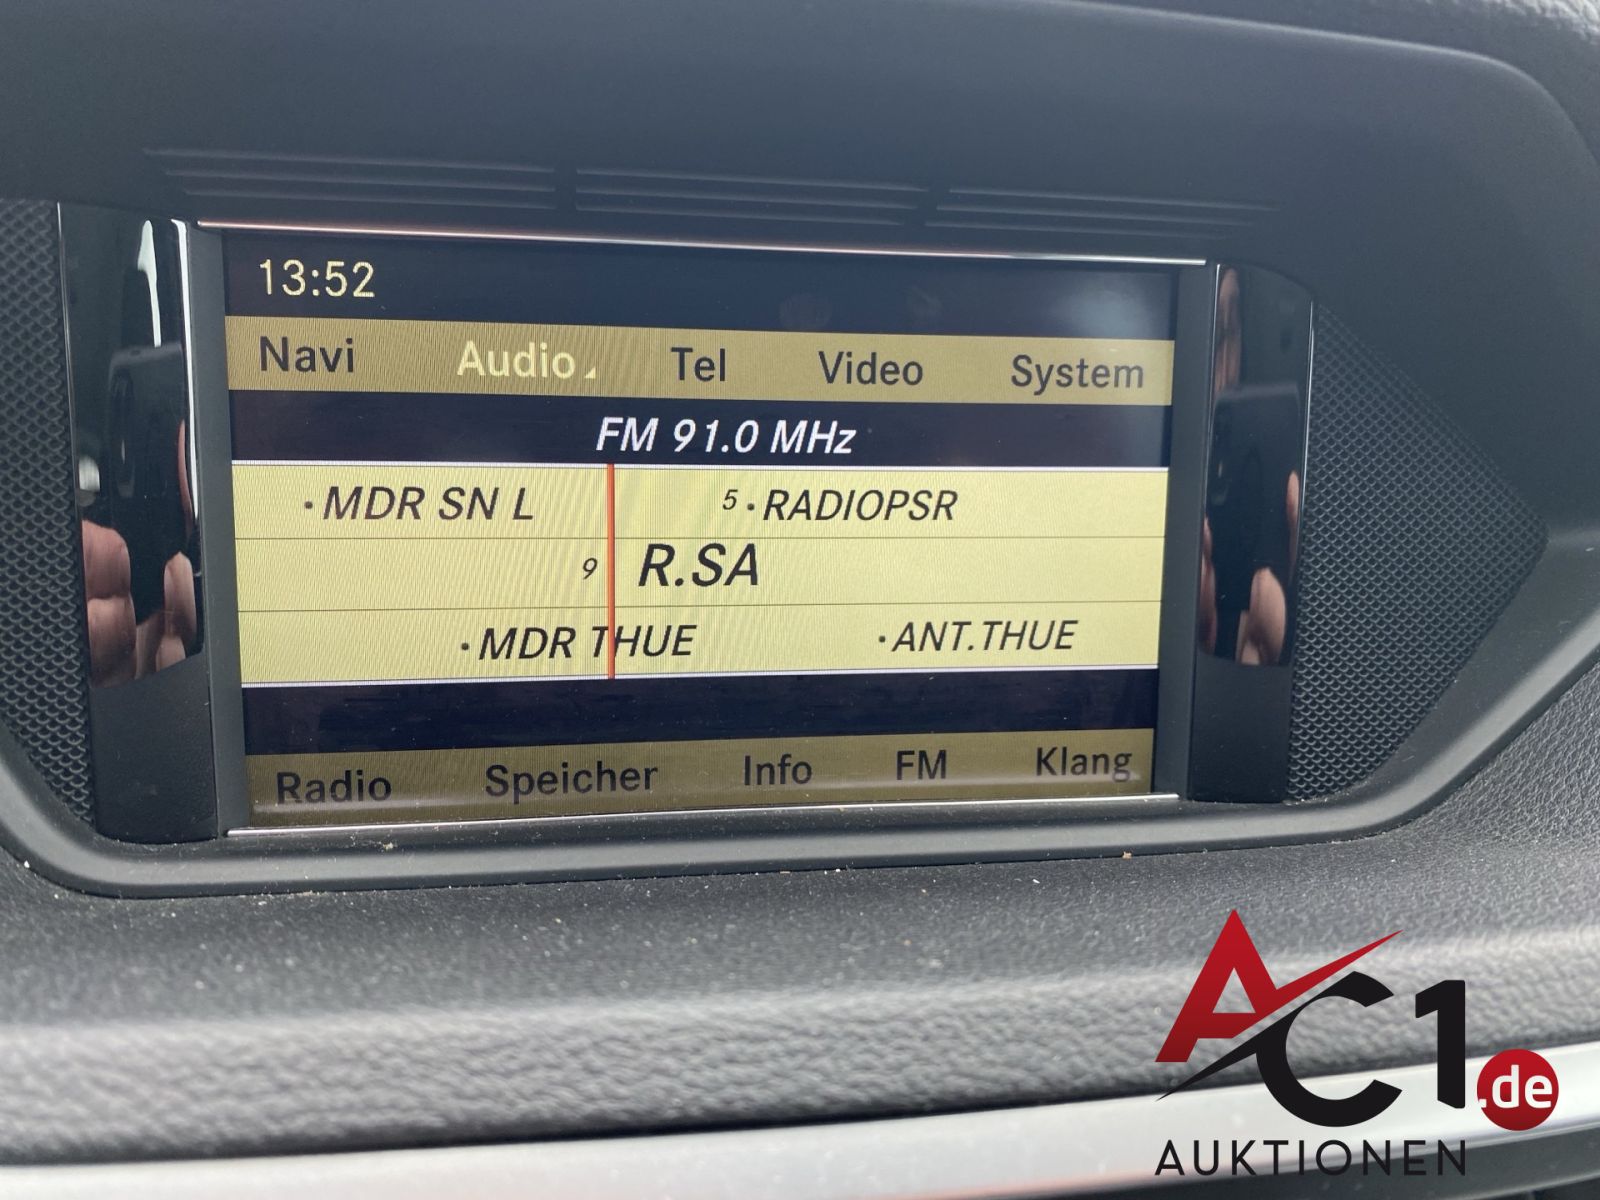 13:52
Navi Audio Tel Video System
FM 91.0 MHz
·MDR SN L 5·RADIOPSR
9 R.SA
·MDR THUE ·ANT.THUE
Radio Speicher Info FM Klang
AC1.de
AUKTIONEN